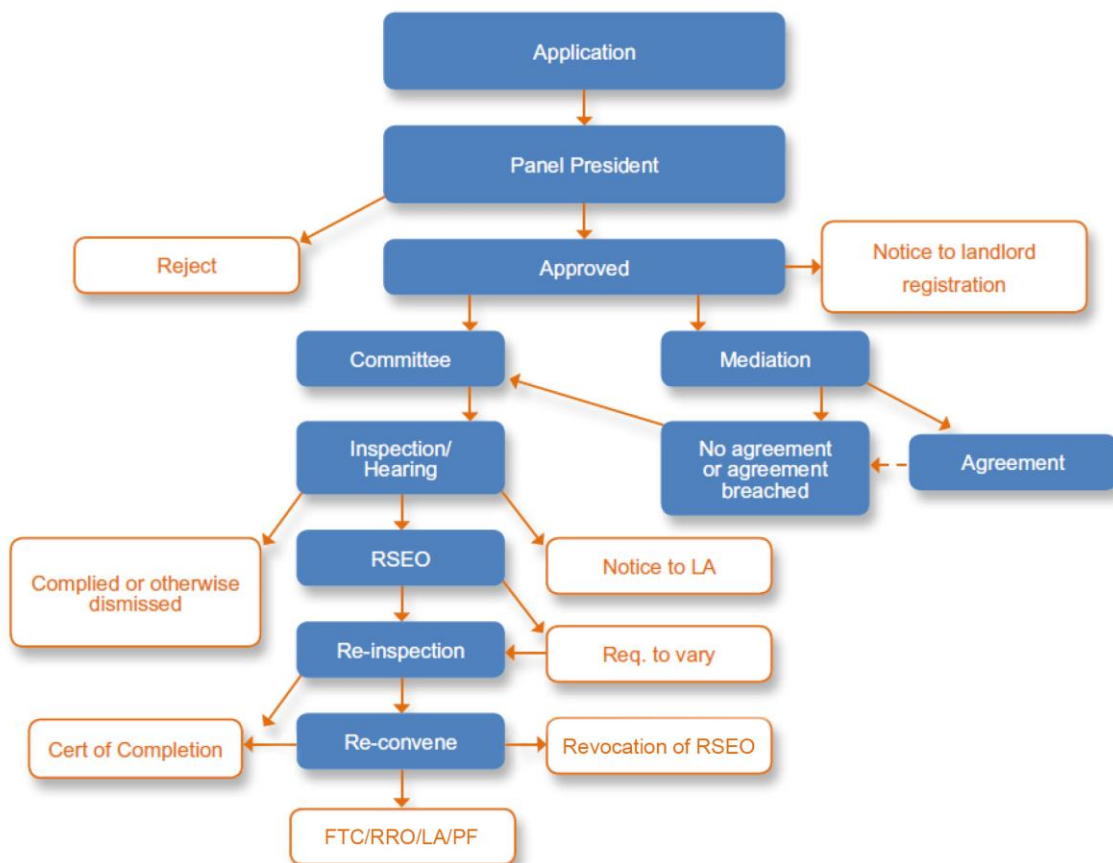 Application
Panel President
Reject
Approved
Notice to landlord
registration
Committee
Mediation
Inspection/
Hearing
No agreement
or agreement
breached
Agreement
Complied or otherwise
dismissed
RSEO
Notice to LA
Re-inspection
Req. to vary
Cert of Completion
Re-convene
Revocation of RSEO
FTC/RRO/LA/PF